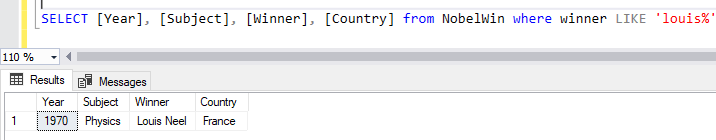 SELECT [Year], [Subject], [Winner], [Country] from NobelWin where winner LIKE 'louis%'
110 %
Results Messages
Year Subject Winner Country
1 1970 Physics Louis Neel France